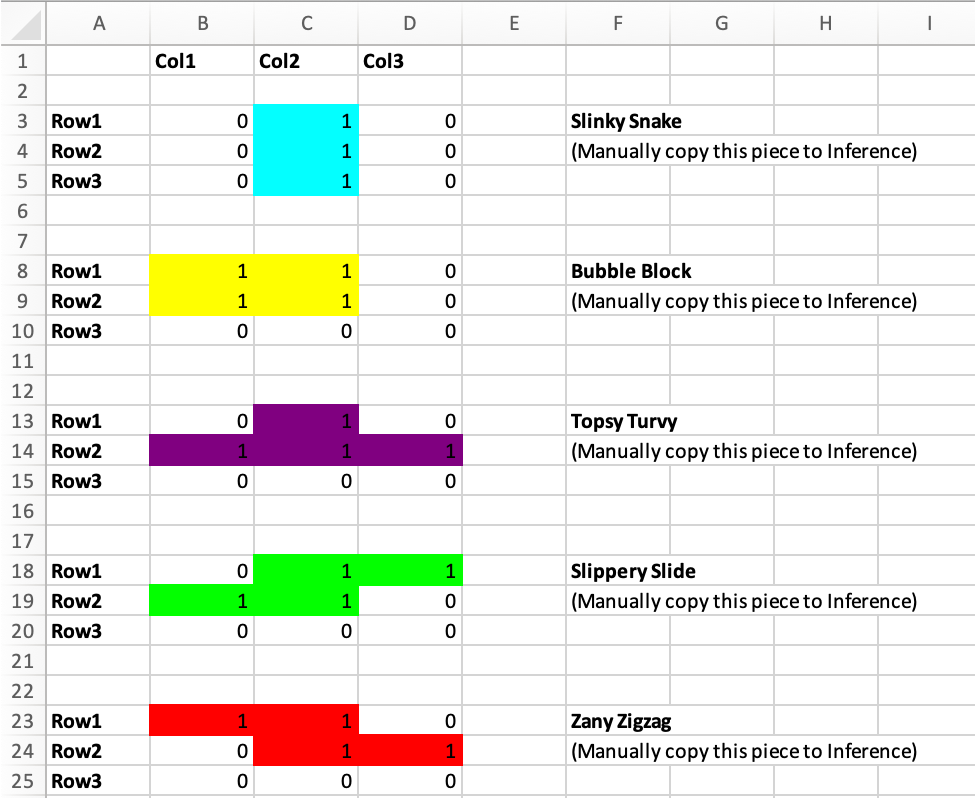 A B C D E F G H I
1 Col1 Col2 Col3
2
3 Row1 0 1 0 Slinky Snake
4 Row2 0 1 0 (Manually copy this piece to Inference)
5 Row3 0 1 0
6
7
8 Row1 1 1 0 Bubble Block
9 Row2 1 1 0 (Manually copy this piece to Inference)
10 Row3 0 0 0
11
12
13 Row1 0 1 0 Topsy Turvy
14 Row2 1 1 1 (Manually copy this piece to Inference)
15 Row3 0 0 0
16
17
18 Row1 0 1 1 Slippery Slide
19 Row2 1 1 0 (Manually copy this piece to Inference)
20 Row3 0 0 0
21
22
23 Row1 1 1 0 Zany Zigzag
24 Row2 0 1 1 (Manually copy this piece to Inference)
25 Row3 0 0 0